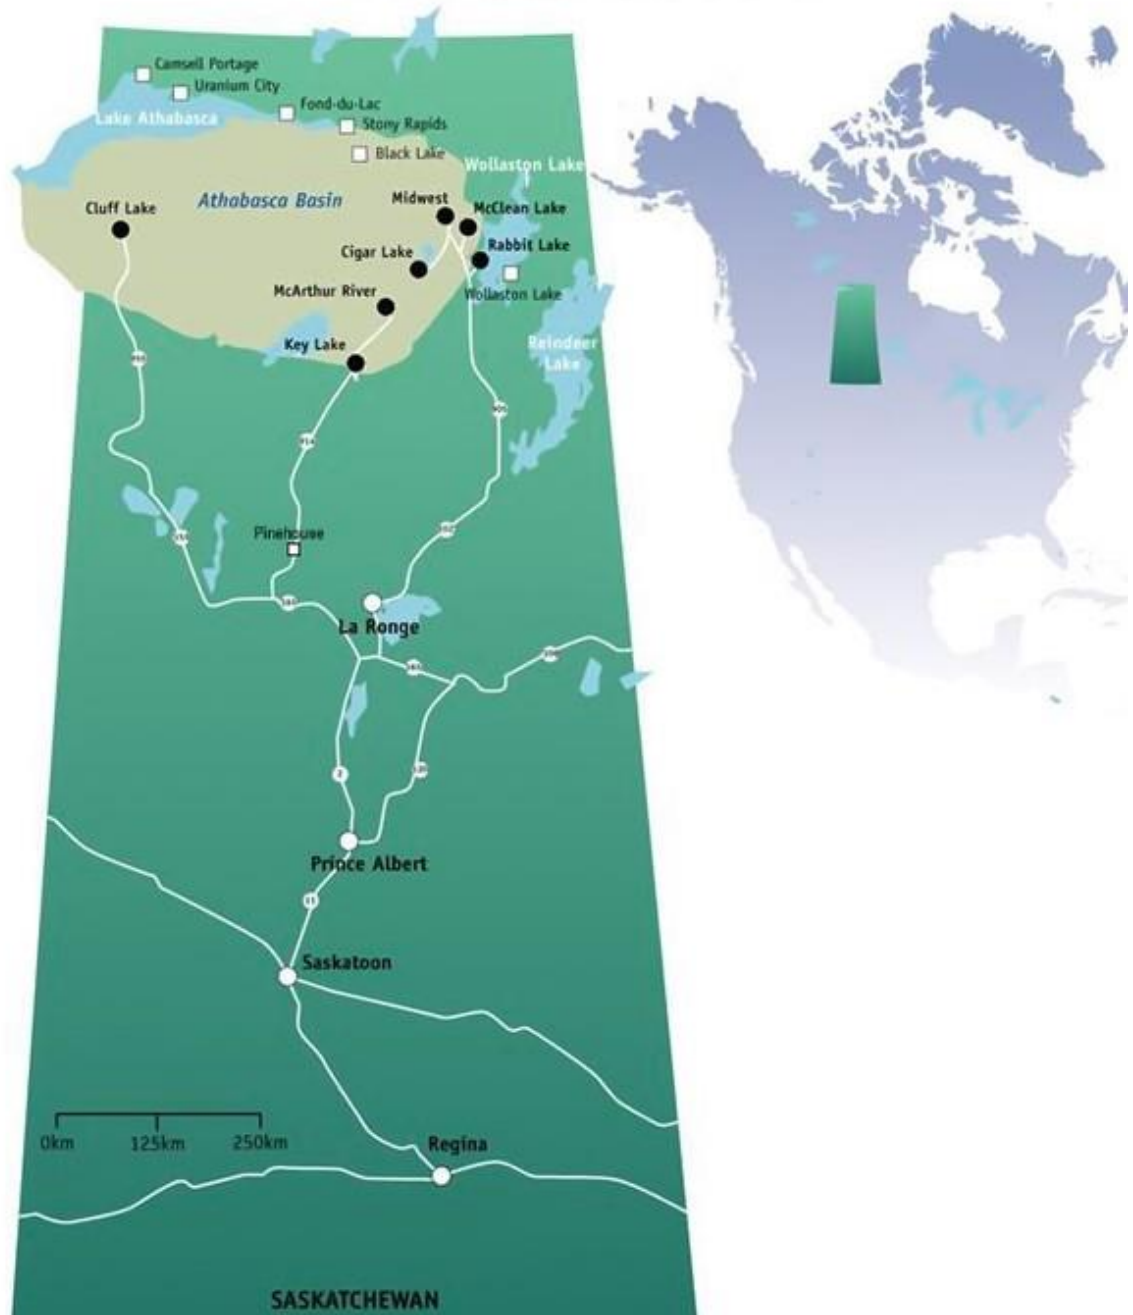 Camsell Portage
Uranium City
Fond-du-Lac
Lake Athabasca
Stony Rapids
Black Lake
Wollaston Lake
Athabasca Basin
Midwest
Cluff Lake
McClean Lake
Cigar Lake
Rabbit Lake
McArthur River
Wollaston Lake
Key Lake
Reindeer
Lake
914
Pinehouse
La Ronge
2
Prince Albert
11
Saskatoon
0km
125km
250km
Regina
SASKATCHEWAN